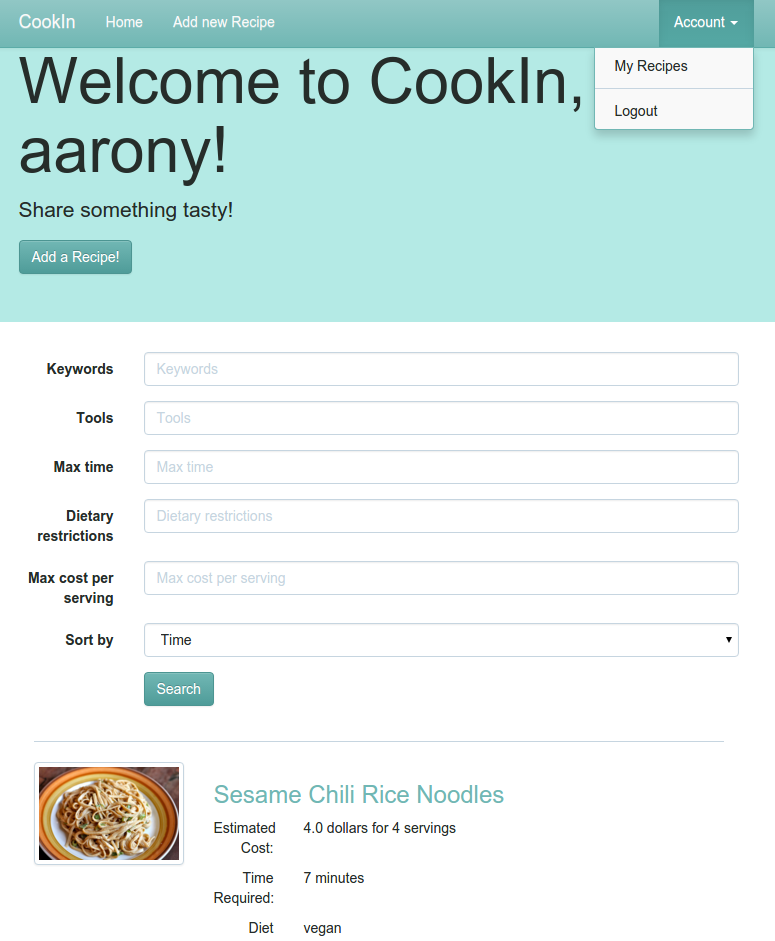 CookIn Home Add new Recipe Account
My Recipes
Logout
Welcome to CookIn,
aarony!
Share something tasty!
Add a Recipe!
Keywords Keywords
Tools Tools
Max time Max time
Dietary restrictions Dietary restrictions
Max cost per serving Max cost per serving
Sort by Time
Search
Sesame Chili Rice Noodles
Estimated Cost: 4.0 dollars for 4 servings
Time Required: 7 minutes
Diet vegan